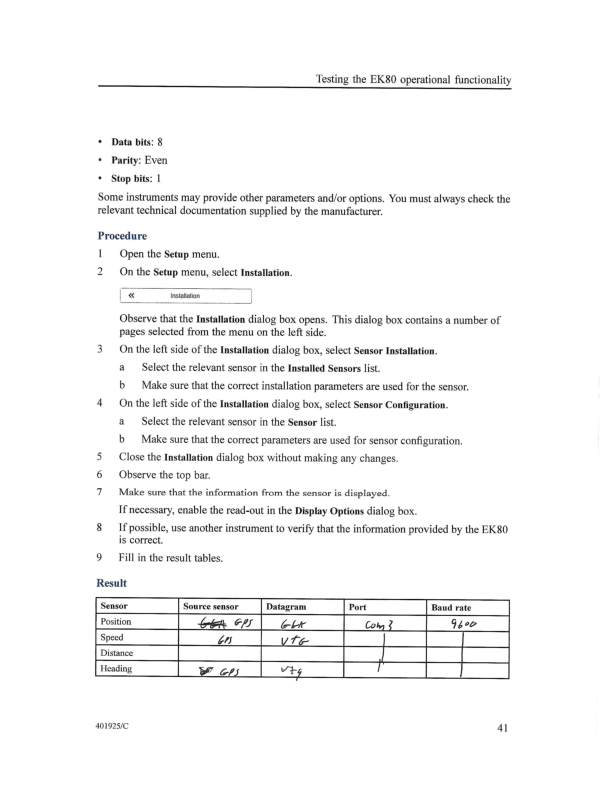 Testing the EK80 operational functionality
• Data bits: 8
• Parity: Even
• Stop bits: 1
Some instruments may provide other parameters and/or options. You must always check the
relevant technical documentation supplied by the manufacturer.
Procedure
1 Open the Setup menu.
2 On the Setup menu, select Installation.
« Installation
Observe that the Installation dialog box opens. This dialog box contains a number of
pages selected from the menu on the left side.
3 On the left side of the Installation dialog box, select Sensor Installation.
a Select the relevant sensor in the Installed Sensors list.
b Make sure that the correct installation parameters are used for the sensor.
4 On the left side of the Installation dialog box, select Sensor Configuration.
a Select the relevant sensor in the Sensor list.
b Make sure that the correct parameters are used for sensor configuration.
5 Close the Installation dialog box without making any changes.
6 Observe the top bar.
7 Make sure that the information from the sensor is displayed.
If necessary, enable the read-out in the Display Options dialog box.
8 If possible, use another instrument to verify that the information provided by the EK80
is correct.
9 Fill in the result tables.
Result
Sensor Source sensor Datagram Port Baud rate
Position GPS Com 3 9600
Speed GPS VTG
Distance
Heading GPS VTg
401925/C 41